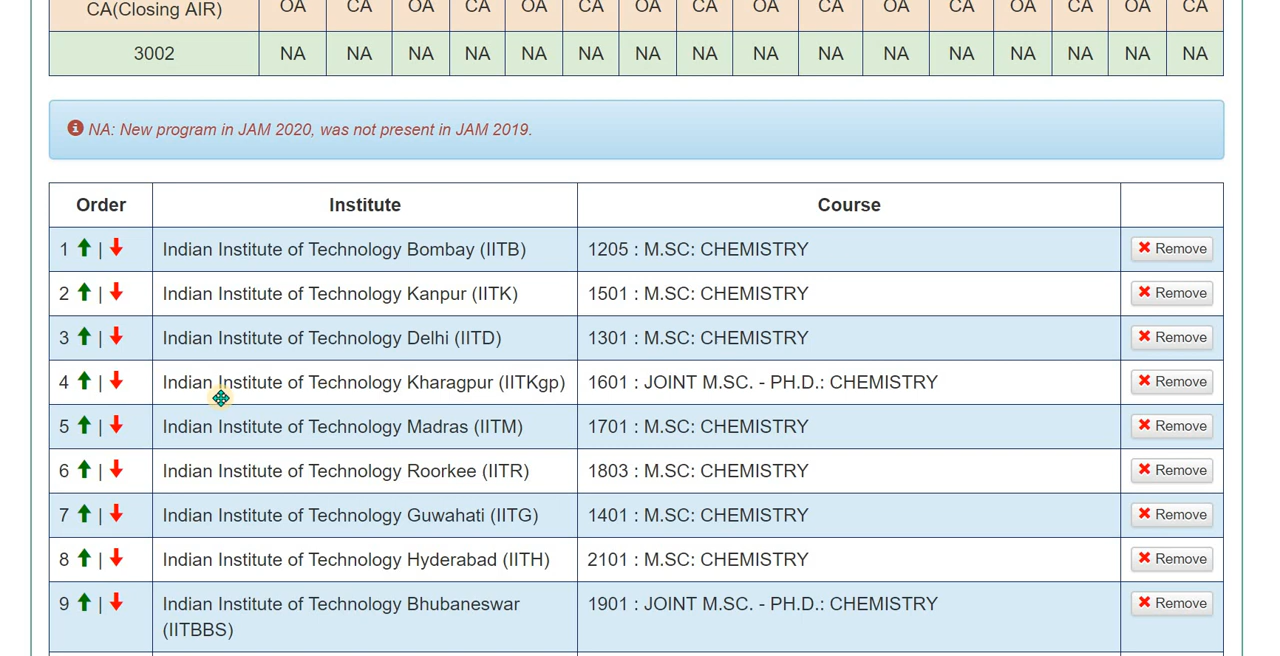 CA(Closing AIR) OA CA OA CA OA CA OA CA OA CA OA CA OA CA OA CA
3002 NA NA NA NA NA NA NA NA NA NA NA NA NA NA NA NA
NA: New program in JAM 2020, was not present in JAM 2019.
Order Institute Course
1 | Indian Institute of Technology Bombay (IITB) 1205 : M.SC: CHEMISTRY Remove
2 | Indian Institute of Technology Kanpur (IITK) 1501 : M.SC: CHEMISTRY Remove
3 | Indian Institute of Technology Delhi (IITD) 1301 : M.SC: CHEMISTRY Remove
4 | Indian Institute of Technology Kharagpur (IITKgp) 1601 : JOINT M.SC. - PH.D.: CHEMISTRY Remove
5 | Indian Institute of Technology Madras (IITM) 1701 : M.SC: CHEMISTRY Remove
6 | Indian Institute of Technology Roorkee (IITR) 1803 : M.SC: CHEMISTRY Remove
7 | Indian Institute of Technology Guwahati (IITG) 1401 : M.SC: CHEMISTRY Remove
8 | Indian Institute of Technology Hyderabad (IITH) 2101 : M.SC: CHEMISTRY Remove
9 | Indian Institute of Technology Bhubaneswar 1901 : JOINT M.SC. - PH.D.: CHEMISTRY Remove
(IITBBS)